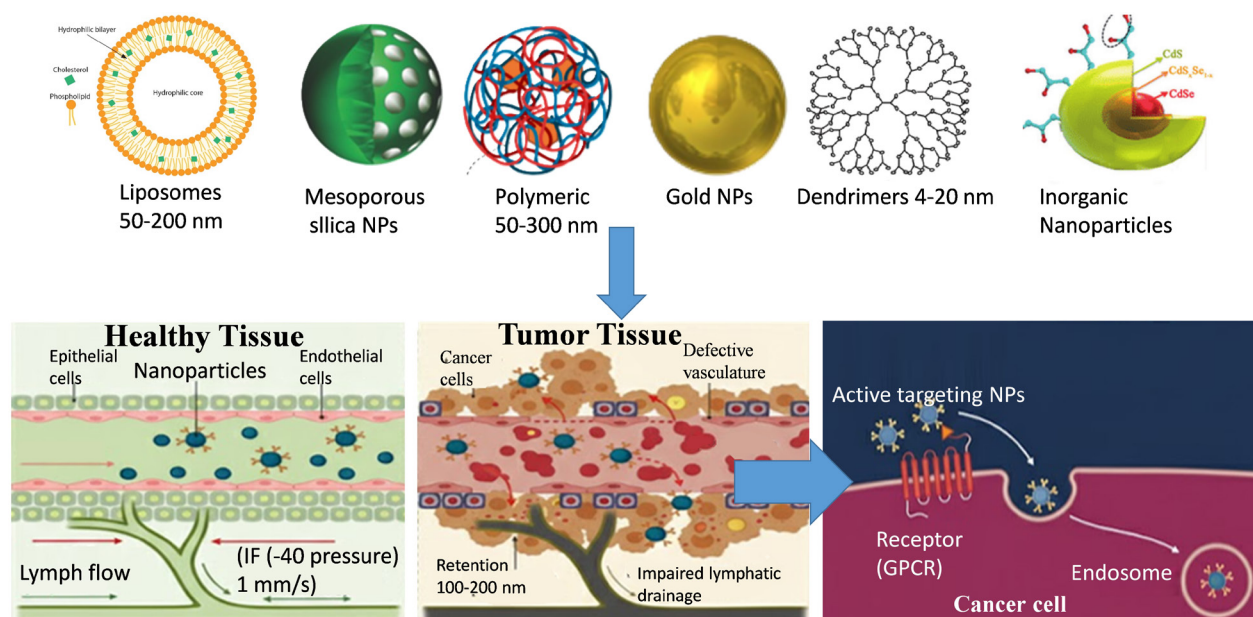 Hydrophilic bilayer
Cholesterol
Phospholipid
Hydrophilic core
CdS
CdSxSe1-x
CdSe
Liposomes
50-200 nm
Mesoporous
sllica NPs
Polymeric
50-300 nm
Gold NPs
Dendrimers 4-20 nm
Inorganic
Nanoparticles
Healthy Tissue
Epithelial
cells
Nanoparticles
Endothelial
cells
Lymph flow
(IF (-40 pressure)
1 mm/s)
Tumor Tissue
Cancer
cells
Defective
vasculature
Retention
100-200 nm
Impaired lymphatic
drainage
Active targeting NPs
Receptor
(GPCR)
Endosome
Cancer cell